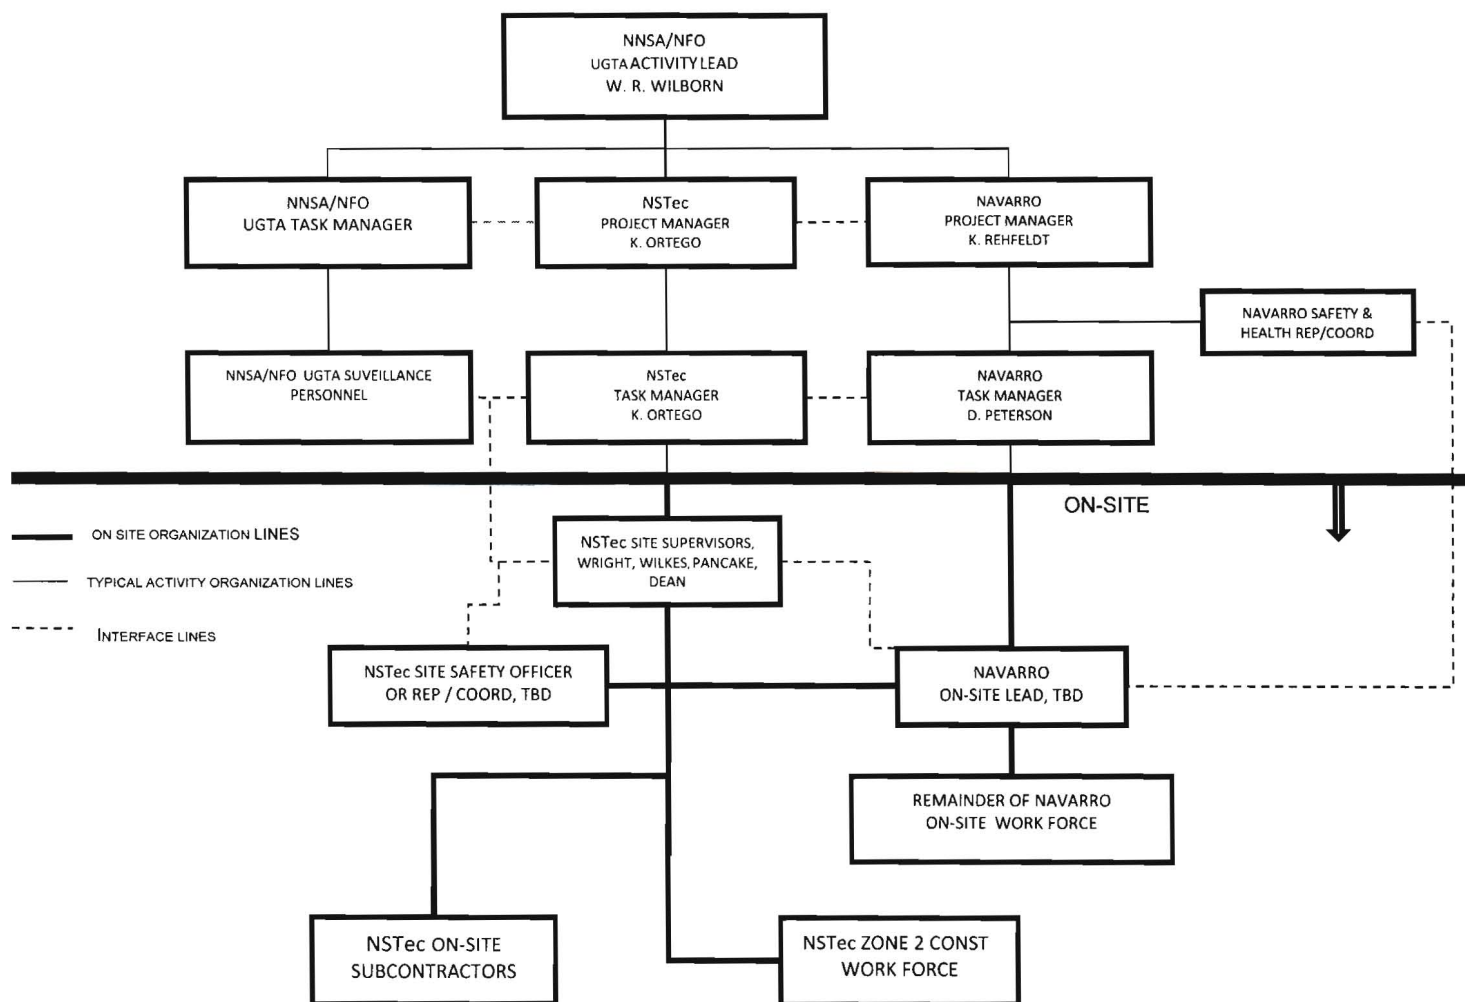 NNSA/NFO
UGTA ACTIVITY LEAD
W. R. WILBORN
NNSA/NFO
UGTA TASK MANAGER
NSTec
PROJECT MANAGER
K. ORTEGO
NAVARRO
PROJECT MANAGER
K. REHFELDT
NAVARRO SAFETY &
HEALTH REP/COORD
NNSA/NFO UGTA SUVEILLANCE
PERSONNEL
NSTec
TASK MANAGER
K. ORTEGO
NAVARRO
TASK MANAGER
D. PETERSON
ON-SITE
ON SITE ORGANIZATION LINES
TYPICAL ACTIVITY ORGANIZATION LINES
INTERFACE LINES
NSTec SITE SUPERVISORS,
WRIGHT, WILKES, PANCAKE,
DEAN
NSTec SITE SAFETY OFFICER
OR REP / COORD, TBD
NAVARRO
ON-SITE LEAD, TBD
REMAINDER OF NAVARRO
ON-SITE WORK FORCE
NSTec ON-SITE
SUBCONTRACTORS
NSTec ZONE 2 CONST
WORK FORCE